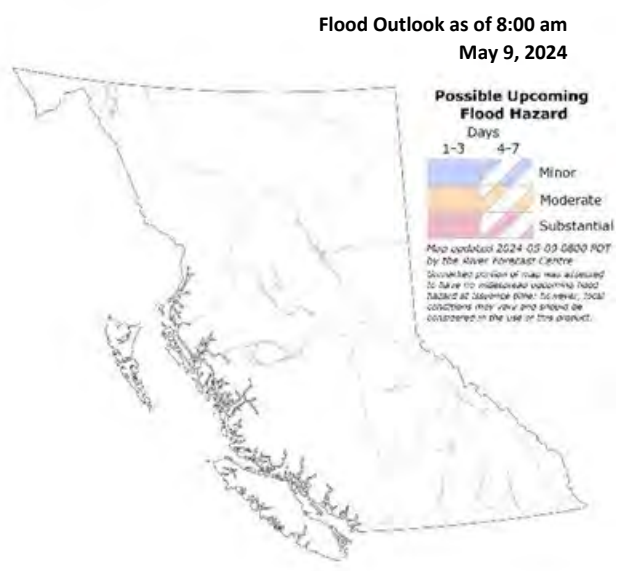 Flood Outlook as of 8:00 am
May 9, 2024
Possible Upcoming
Flood Hazard
Days
1-3 4-7
Minor
Moderate
Substantial
Map updated 2024-05-09 0800 PDT
by the River Forecast Centre
Unmarked portion of map was assessed
to have no widespread upcoming flood
hazard at issuance time; however, local
conditions may vary and should be
considered in the use of this product.